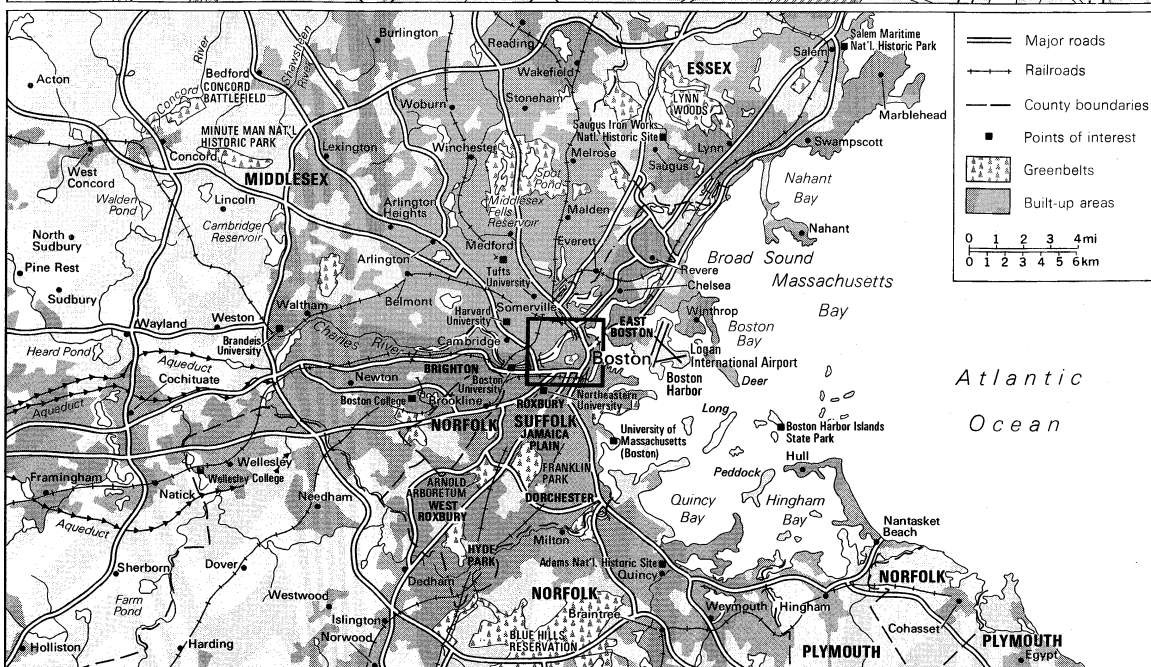 Major roads
Railroads
County boundaries
Points of interest
Greenbelts
Built-up areas
0 1 2 3 4 mi
0 1 2 3 4 5 6 km
Burlington
River
Shawsheen
River
Reading
Wakefield
ESSEX
Salem
Salem Maritime
Nat'l. Historic Park
Acton
Bedford
CONCORD
BATTLEFIELD
Concord
Woburn
Stoneham
LYNN
WOODS
Marblehead
MINUTE MAN NAT'L
HISTORIC PARK
Concord
Lexington
Winchester
Saugus Iron Works
Natl. Historic Site
Melrose
Saugus
Lynn
Swampscott
West
Concord
MIDDLESEX
Spot
Pond
Nahant
Bay
Walden
Pond
Lincoln
Arlington
Heights
Middlesex
Fells
Reservoir
Malden
Cambridge
Reservoir
North
Sudbury
Medford
Everett
Nahant
Pine Rest
Arlington
Tufts
University
Revere
Broad Sound
Massachusetts
Bay
Sudbury
Belmont
Chelsea
Waltham
Harvard
University
Somerville
Winthrop
Weston
Wayland
Charles
River
Cambridge
EAST
BOSTON
Boston
Bay
Brandeis
University
Heard Pond
Aqueduct
Cochituate
BRIGHTON
Boston
Logan
International Airport
Newton
Boston
University
Boston
Harbor
Deer
Aqueduct
Boston College
Brookline
ROXBURY
Northeastern
University
Atlantic
Ocean
NORFOLK
SUFFOLK
JAMAICA
PLAIN
University of
Massachusetts
(Boston)
Long
Boston Harbor Islands
State Park
Wellesley
Wellesley College
FRANKLIN
PARK
Peddock
Hull
Framingham
Natick
Needham
ARNOLD
ARBORETUM
WEST
ROXBURY
DORCHESTER
Quincy
Bay
Hingham
Bay
Aqueduct
Milton
Nantasket
Beach
HYDE
PARK
Sherborn
Dover
Dedham
Adams Nat'l. Historic Site
Quincy
NORFOLK
Farm
Pond
Westwood
NORFOLK
Braintree
Weymouth
Hingham
Islington
Cohasset
Holliston
Harding
Norwood
BLUE HILLS
RESERVATION
PLYMOUTH
PLYMOUTH
Egypt